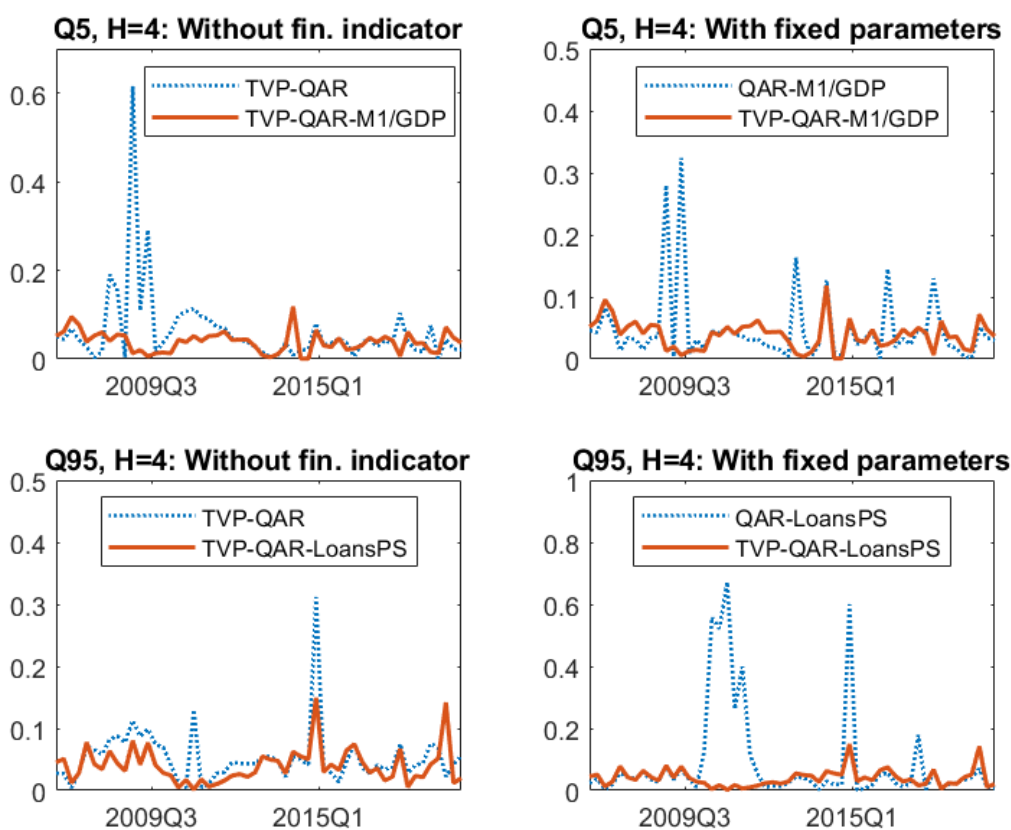 Q5, H=4: Without fin. indicator
TVP-QAR
TVP-QAR-M1/GDP
0.6
0.4
0.2
0
2009Q3
2015Q1
Q5, H=4: With fixed parameters
QAR-M1/GDP
TVP-QAR-M1/GDP
0.5
0.4
0.3
0.2
0.1
0
2009Q3
2015Q1
Q95, H=4: Without fin. indicator
TVP-QAR
TVP-QAR-LoansPS
0.5
0.4
0.3
0.2
0.1
0
2009Q3
2015Q1
Q95, H=4: With fixed parameters
QAR-LoansPS
TVP-QAR-LoansPS
1
0.8
0.6
0.4
0.2
0
2009Q3
2015Q1